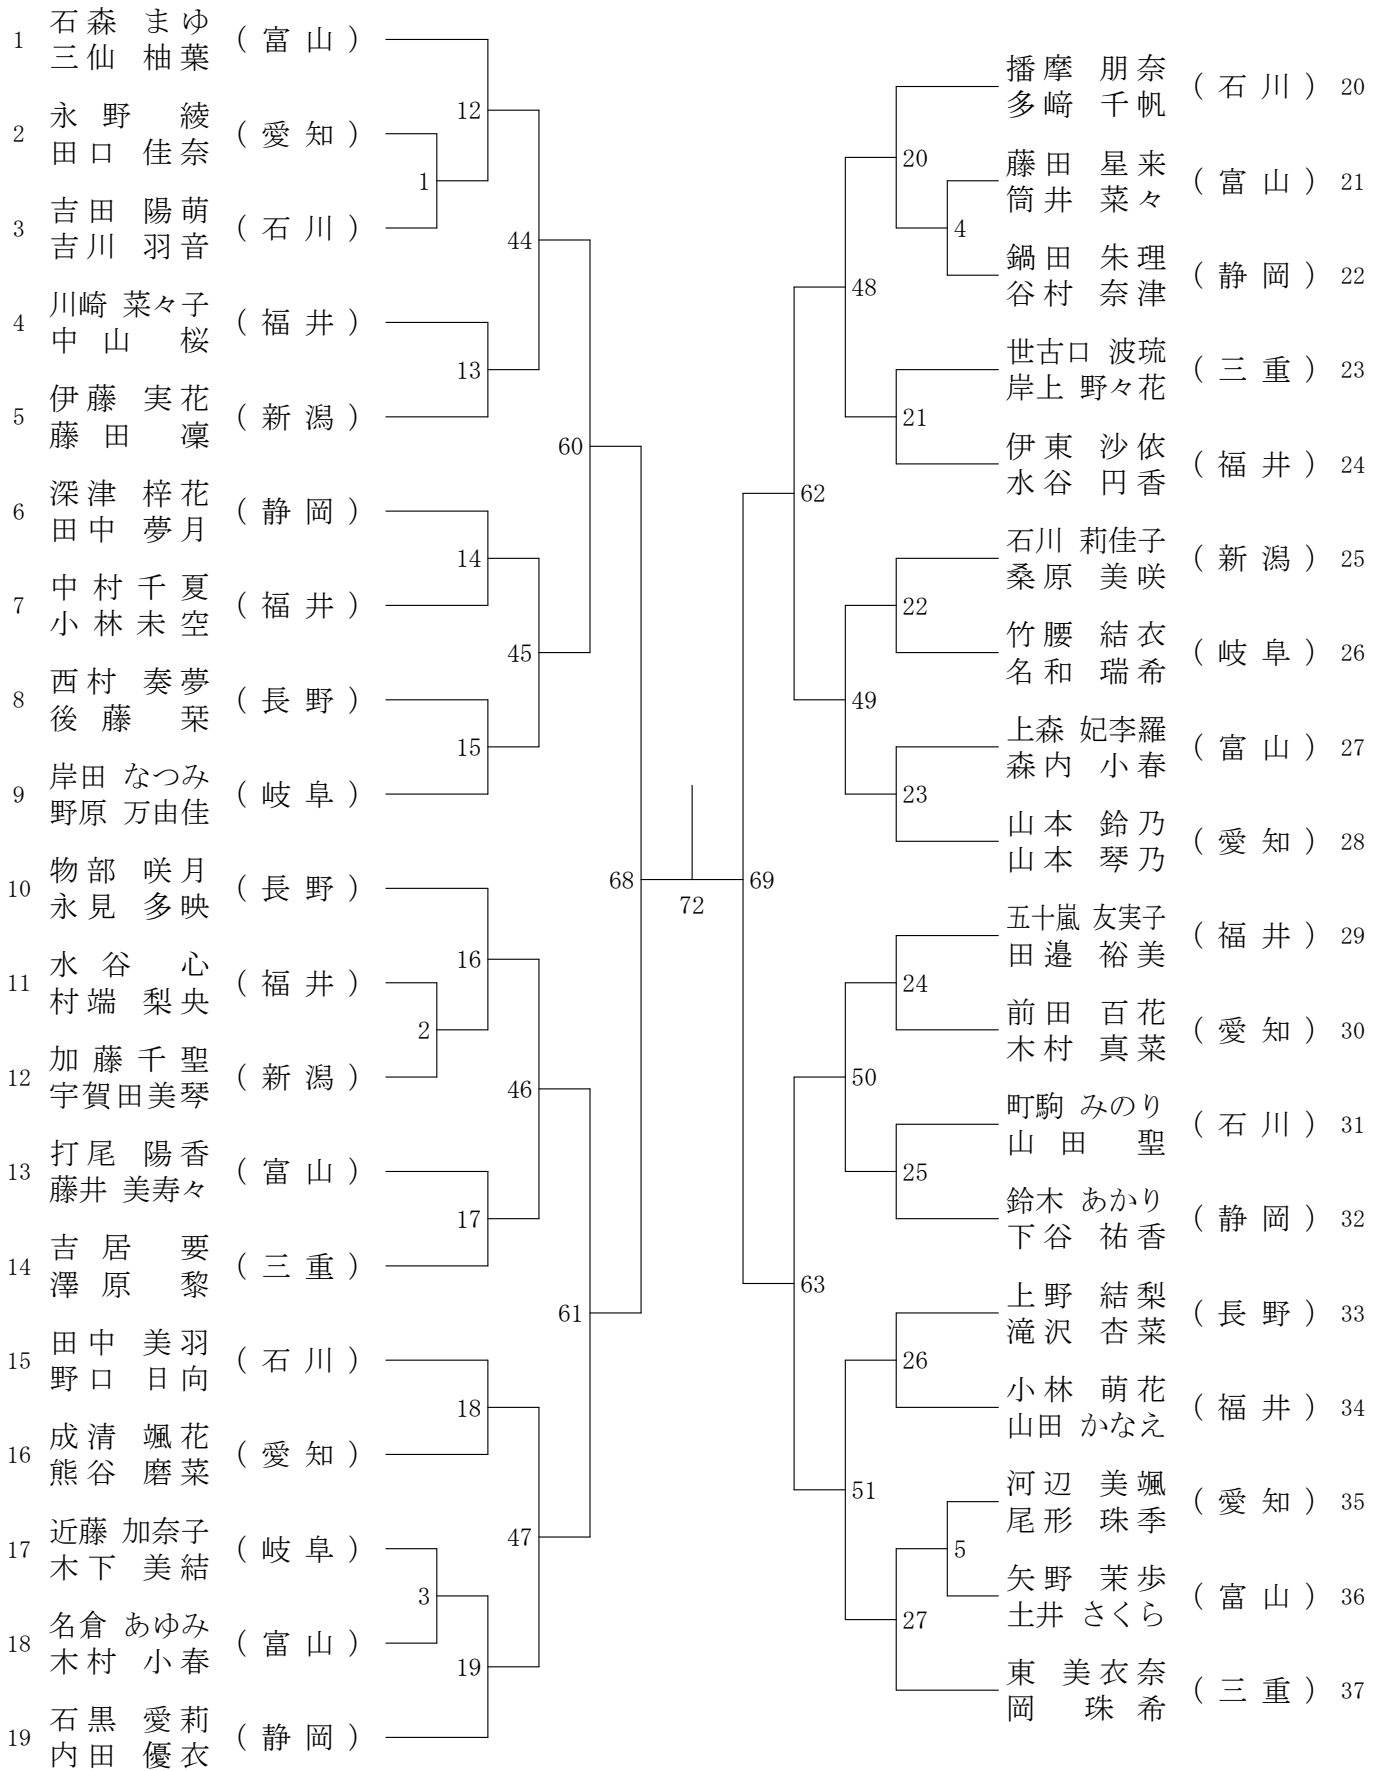 1 石森 まゆ 三仙 柚葉 (富山)
2 永野 綾 田口 佳奈 (愛知)
3 吉田 陽萌 吉川 羽音 (石川)
4 川崎 菜々子 中山 桜 (福井)
5 伊藤 実花 藤田 凜 (新潟)
6 深津 梓花 田中 夢月 (静岡)
7 中村千夏 小林未空 (福井)
8 西村 奏夢 後藤 栞 (長野)
9 岸田 なつみ 野原 万由佳 (岐阜)
10 物部 咲月 永見 多映 (長野)
11 水谷 心 村端 梨央 (福井)
12 加藤千聖 宇賀田美琴 (新潟)
13 打尾 陽香 藤井 美寿々 (富山)
14 吉居 要 澤原 黎 (三重)
15 田中 美羽 野口 日向 (石川)
16 成清 颯花 熊谷 磨菜 (愛知)
17 近藤 加奈子 木下 美結 (岐阜)
18 名倉 あゆみ 木村 小春 (富山)
19 石黒 愛莉 内田 優衣 (静岡)
1
2
3
12
13
14
15
16
17
18
19
44
45
46
47
60
61
68
72
69
62
63
48
49
50
51
20
21
22
23
24
25
26
27
4
5
播摩 朋奈 多﨑 千帆 (石川) 20
藤田 星来 筒井 菜々 (富山) 21
鍋田 朱理 谷村 奈津 (静岡) 22
世古口 波琉 岸上 野々花 (三重) 23
伊東 沙依 水谷 円香 (福井) 24
石川 莉佳子 桑原 美咲 (新潟) 25
竹腰 結衣 名和 瑞希 (岐阜) 26
上森 妃李羅 森内 小春 (富山) 27
山本 鈴乃 山本 琴乃 (愛知) 28
五十嵐 友実子 田邉 裕美 (福井) 29
前田 百花 木村 真菜 (愛知) 30
町駒 みのり 山田 聖 (石川) 31
鈴木 あかり 下谷 祐香 (静岡) 32
上野 結梨 滝沢 杏菜 (長野) 33
小林 萌花 山田 かなえ (福井) 34
河辺 美颯 尾形 珠季 (愛知) 35
矢野 茉歩 土井 さくら (富山) 36
東 美衣奈 岡 珠希 (三重) 37